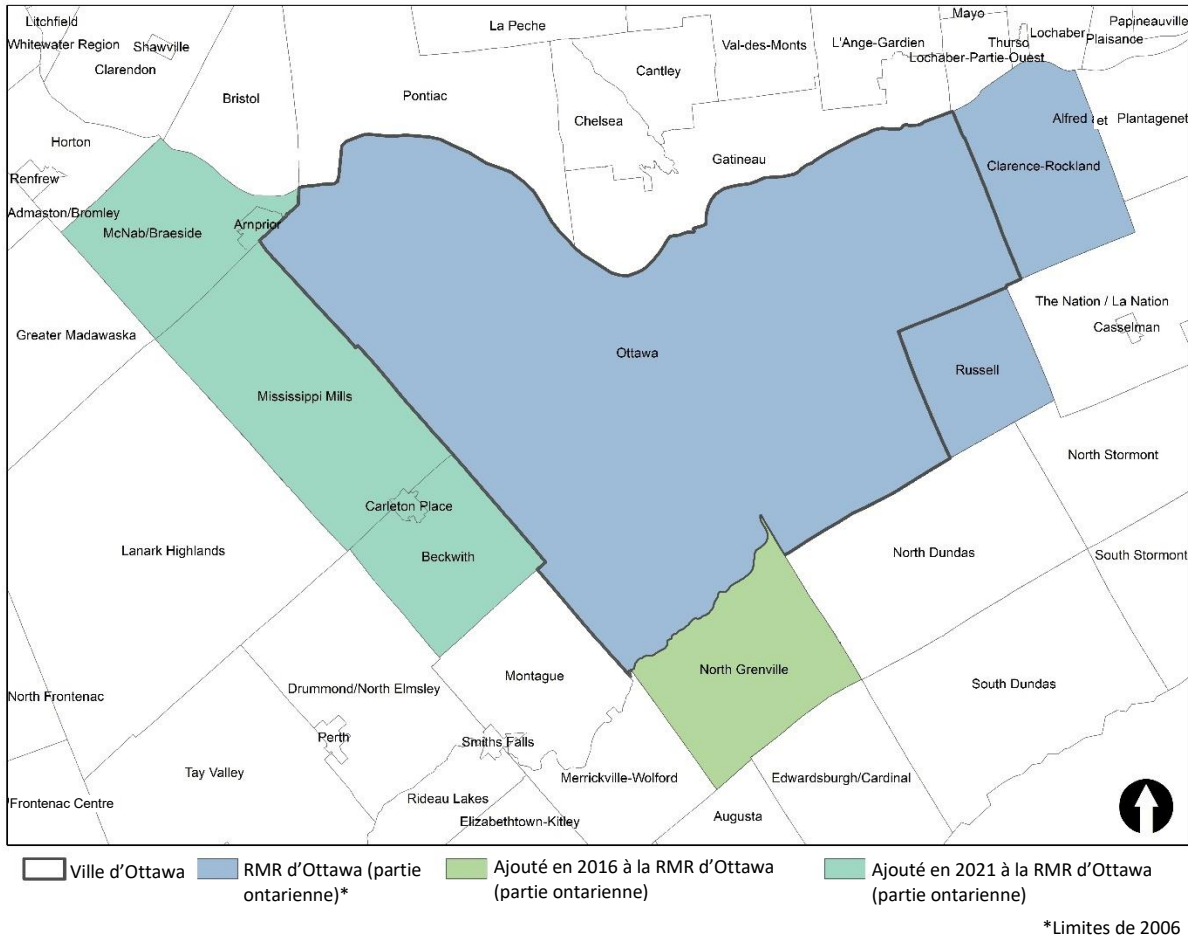 Litchfield
Whitewater Region
Shawville
Clarendon
Bristol
Pontiac
La Peche
Cantley
Chelsea
Val-des-Monts
L'Ange-Gardien
Mayo
Thurso
Lochaber
Lochaber-Partie-Ouest
Papineauville
Plaisance
Horton
Renfrew
Admaston/Bromley
McNab/Braeside
Arnprior
Gatineau
Alfred et Plantagenet
Clarence-Rockland
Greater Madawaska
Mississippi Mills
Ottawa
The Nation / La Nation
Casselman
Russell
North Stormont
Lanark Highlands
Carleton Place
Beckwith
North Dundas
South Stormont
North Frontenac
Drummond/North Elmsley
Montague
North Grenville
South Dundas
Perth
Smiths Falls
Tay Valley
Merrickville-Wolford
Edwardsburgh/Cardinal
Frontenac Centre
Rideau Lakes
Elizabethtown-Kitley
Augusta
Ville d’Ottawa
RMR d’Ottawa (partie
ontarienne)*
Ajouté en 2016 à la RMR d’Ottawa
(partie ontarienne)
Ajouté en 2021 à la RMR d’Ottawa
(partie ontarienne)
*Limites de 2006